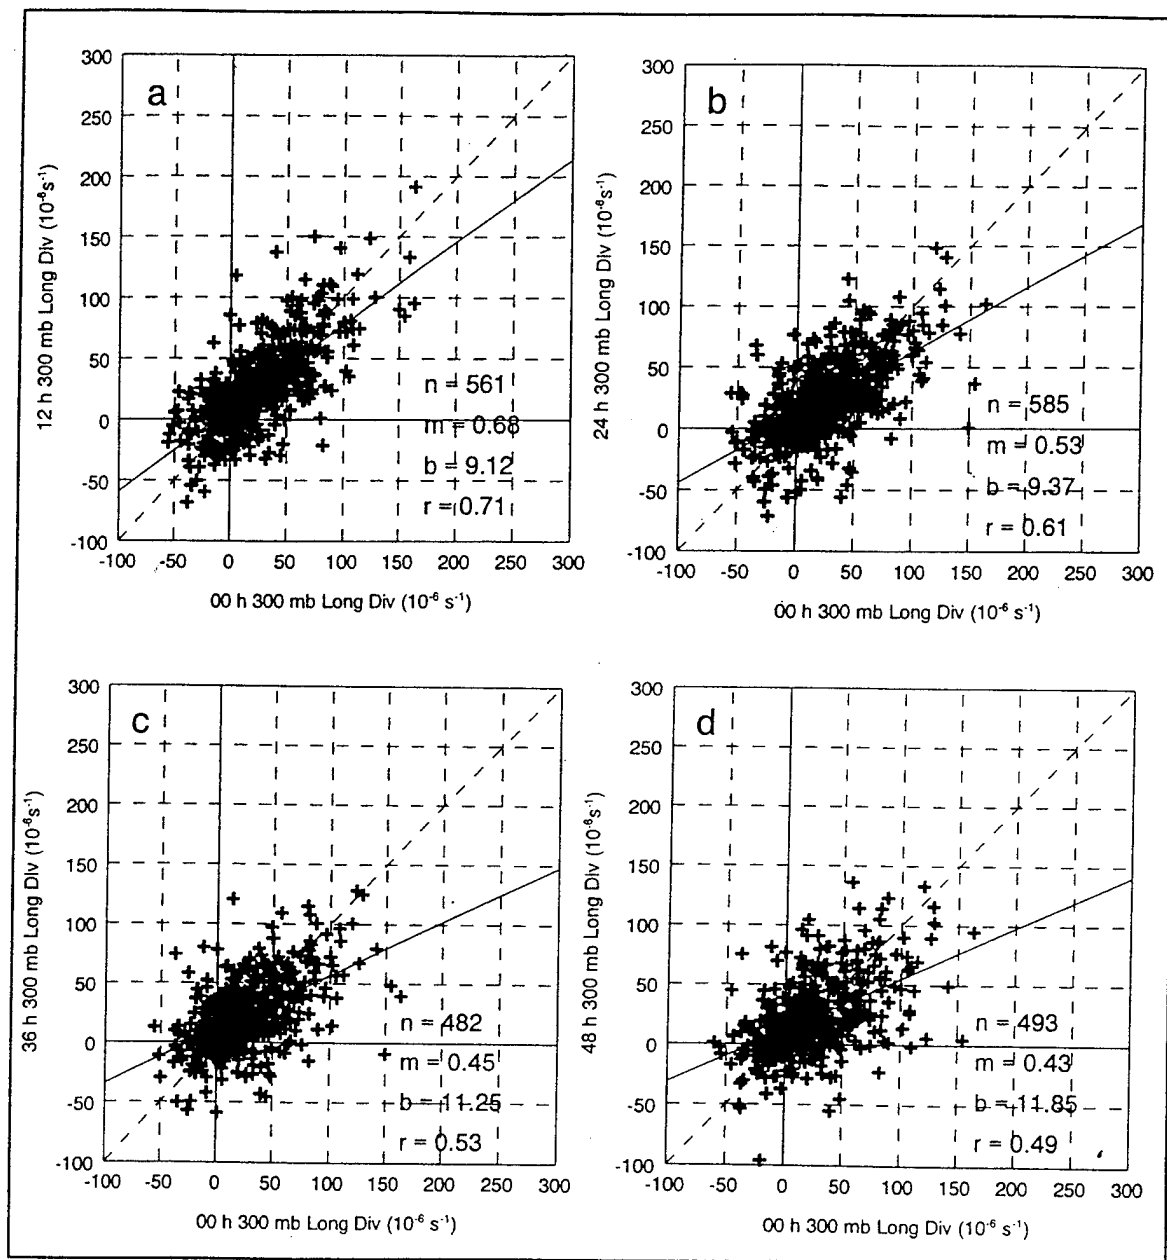 a
300
250
200
150
100
50
0
-50
-100
12 h 300 mb Long Div (10⁻⁶s⁻¹)
n = 561
m = 0.68
b = 9.12
r = 0.71
-100 -50 0 50 100 150 200 250 300
00 h 300 mb Long Div (10⁻⁶ s⁻¹)
b
300
250
200
150
100
50
0
-50
-100
24 h 300 mb Long Div (10⁻⁶s⁻¹)
n = 585
m = 0.53
b = 9.37
r = 0.61
-100 -50 0 50 100 150 200 250 300
00 h 300 mb Long Div (10⁻⁶ s⁻¹)
c
300
250
200
150
100
50
0
-50
-100
36 h 300 mb Long Div (10⁻⁶s⁻¹)
n = 482
m = 0.45
b = 11.25
r = 0.53
-100 -50 0 50 100 150 200 250 300
00 h 300 mb Long Div (10⁻⁶ s⁻¹)
d
300
250
200
150
100
50
0
-50
-100
48 h 300 mb Long Div (10⁻⁶s⁻¹)
n = 493
m = 0.43
b = 11.85
r = 0.49
-100 -50 0 50 100 150 200 250 300
00 h 300 mb Long Div (10⁻⁶ s⁻¹)